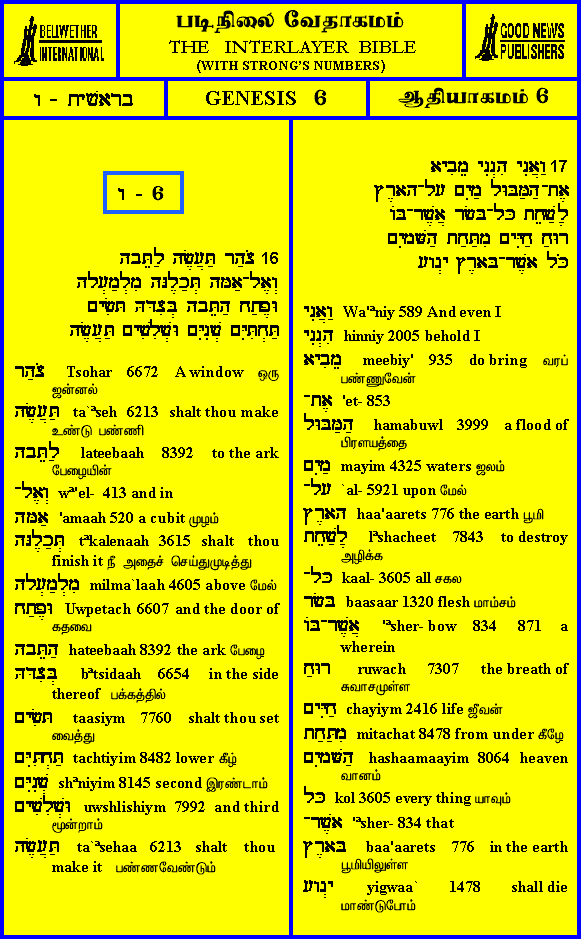 BELLWETHER
INTERNATIONAL
படிநிலை வேதாகமம்
THE INTERLAYER BIBLE
(WITH STRONG'S NUMBERS)
GOOD NEWS
PUBLISHERS
בראשית - ו
GENESIS 6
ஆதியாகமம் 6
ו - 6
16 צֹהַר תַּעֲשֶׂה לַתֵּבָה
וְאֶל־אַמָּה תְּכַלֶנָּה מִלְמַעְלָה
וּפֶתַח הַתֵּבָה בְּצִדָּהּ תָּשִׂים
תַּחְתִּיִּם שְׁנִיִּם וּשְׁלִשִׁים תַּעֲשֶׂהָ
צֹהַר Tsohar 6672 A window ஒரு
ஜன்னல்
תַּעֲשֶׂה ta`ªseh 6213 shalt thou make
உண்டு பண்ணி
לַתֵּבָה lateebaah 8392 to the ark
பேழையின்
וְאֶל־ wª'el- 413 and in
אַמָּה 'amaah 520 a cubit முழம்
תְּכַלֶנָּה tªkalenaah 3615 shalt thou
finish it நீ அதைச் செய்துமுடித்து
מִלְמַעְלָה milma`laah 4605 above மேல்
וּפֶתַח Uwpetach 6607 and the door of
கதவை
הַתֵּבָה hateebaah 8392 the ark பேழை
בְּצִדָּהּ bªtsidaah 6654 in the side
thereof பக்கத்தில்
תָּשִׂים taasiym 7760 shalt thou set
வைத்து
תַּחְתִּיִּם tachtiyim 8482 lower கீழ்
שְׁנִיִּם shªniyim 8145 second இரண்டாம்
וּשְׁלִשִׁים uwshlishiym 7992 and third
மூன்றாம்
תַּעֲשֶׂהָ ta`ªsehaa 6213 shalt thou
make it பண்ணவேண்டும்
17 וַאֲנִי הִנְנִי מֵבִיא
אֶת־הַמַּבּוּל מַיִם עַל־הָאָרֶץ
לְשַׁחֵת כָּל־בָּשָׂר אֲשֶׁר־בּוֹ
רוּחַ חַיִּים מִתַּחַת הַשָּׁמָיִם
כֹּל אֲשֶׁר־בָּאָרֶץ יִגְוָע
וַאֲנִי Wa'ªniy 589 And even I
הִנְנִי hinniy 2005 behold I
מֵבִיא meebiy' 935 do bring வரப்
பண்ணுவேன்
אֶת־ 'et- 853
הַמַּבּוּל hamabuwl 3999 a flood of
பிரளயத்தை
מַיִם mayim 4325 waters ஜலம்
עַל־ `al- 5921 upon மேல்
הָאָרֶץ haa'aarets 776 the earth பூமி
לְשַׁחֵת lªshacheet 7843 to destroy
அழிக்க
כָּל־ kaal- 3605 all சகல
בָּשָׂר baasaar 1320 flesh மாம்சம்
אֲשֶׁר־בּוֹ 'ªsher- bow 834 871 a
wherein
רוּחַ ruwach 7307 the breath of
சுவாசமுள்ள
חַיִּים chayiym 2416 life ஜீவன்
מִתַּחַת mitachat 8478 from under கீழே
הַשָּׁמָיִם hashaamaayim 8064 heaven
வானம்
כֹּל kol 3605 every thing யாவும்
אֲשֶׁר־ 'ªsher- 834 that
בָּאָרֶץ baa'aarets 776 in the earth
பூமியிலுள்ள
יִגְוָע yigwaa` 1478 shall die
மாண்டுபோம்